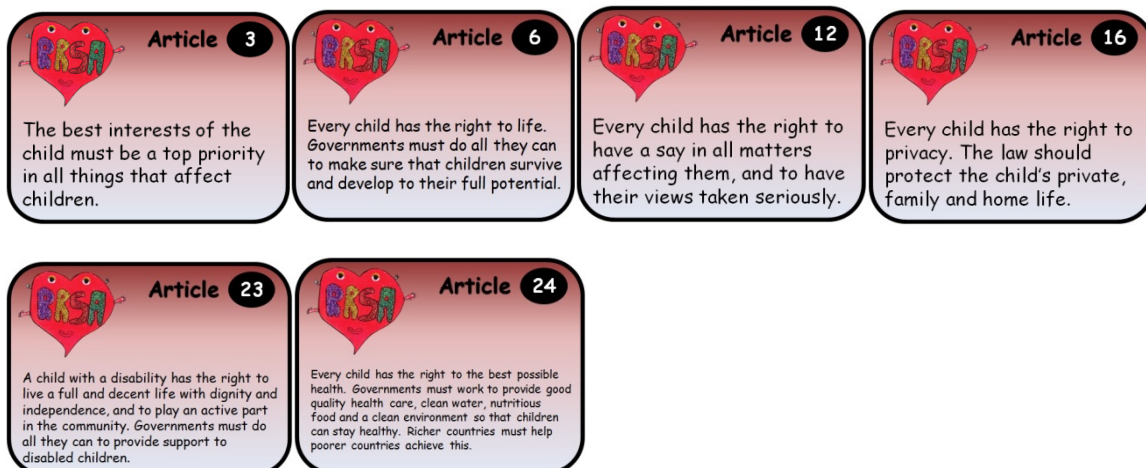 RRSA
Article 3
The best interests of the
child must be a top priority
in all things that affect
children.
RRSA
Article 6
Every child has the right to life.
Governments must do all they can
to make sure that children survive
and develop to their full potential.
RRSA
Article 12
Every child has the right to
have a say in all matters
affecting them, and to have
their views taken seriously.
RRSA
Article 16
Every child has the right to
privacy. The law should
protect the child's private,
family and home life.
RRSA
Article 23
A child with a disability has the right to
live a full and decent life with dignity and
independence, and to play an active part
in the community. Governments must do
all they can to provide support to
disabled children.
RRSA
Article 24
Every child has the right to the best possible
health. Governments must work to provide good
quality health care, clean water, nutritious
food and a clean environment so that children
can stay healthy. Richer countries must help
poorer countries achieve this.